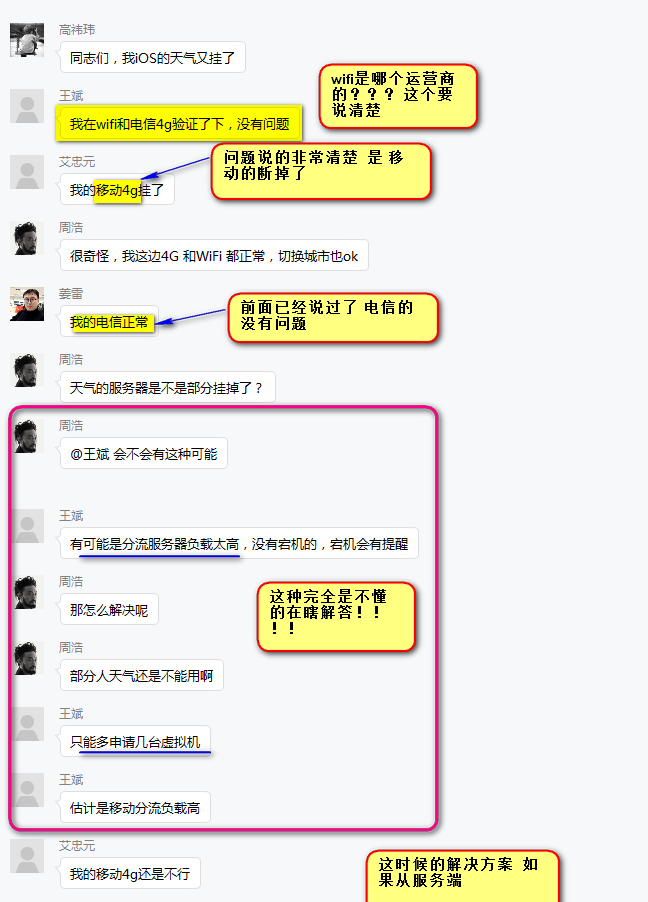 高祎玮
同志们，我iOS的天气又挂了
wifi是哪个运营商
的？？？ 这个要
说清楚
王斌
我在wifi和电信4g验证了下，没有问题
问题说的非常清楚 是 移
动的断掉了
艾忠元
我的移动4g挂了
周浩
很奇怪，我这边4G 和WiFi 都正常，切换城市也ok
姜雷
我的电信正常
前面已经说过了 电信的
没有问题
周浩
天气的服务器是不是部分挂掉了？
周浩
@王斌 会不会有这种可能
王斌
有可能是分流服务器负载太高，没有宕机的，宕机会有提醒
周浩
那怎么解决呢
这种完全是不懂
的在瞎解答！！
！！
周浩
部分人天气还是不能用啊
王斌
只能多申请几台虚拟机
王斌
估计是移动分流负载高
艾忠元
我的移动4g还是不行
这时候的解决方案 如
果从服务端